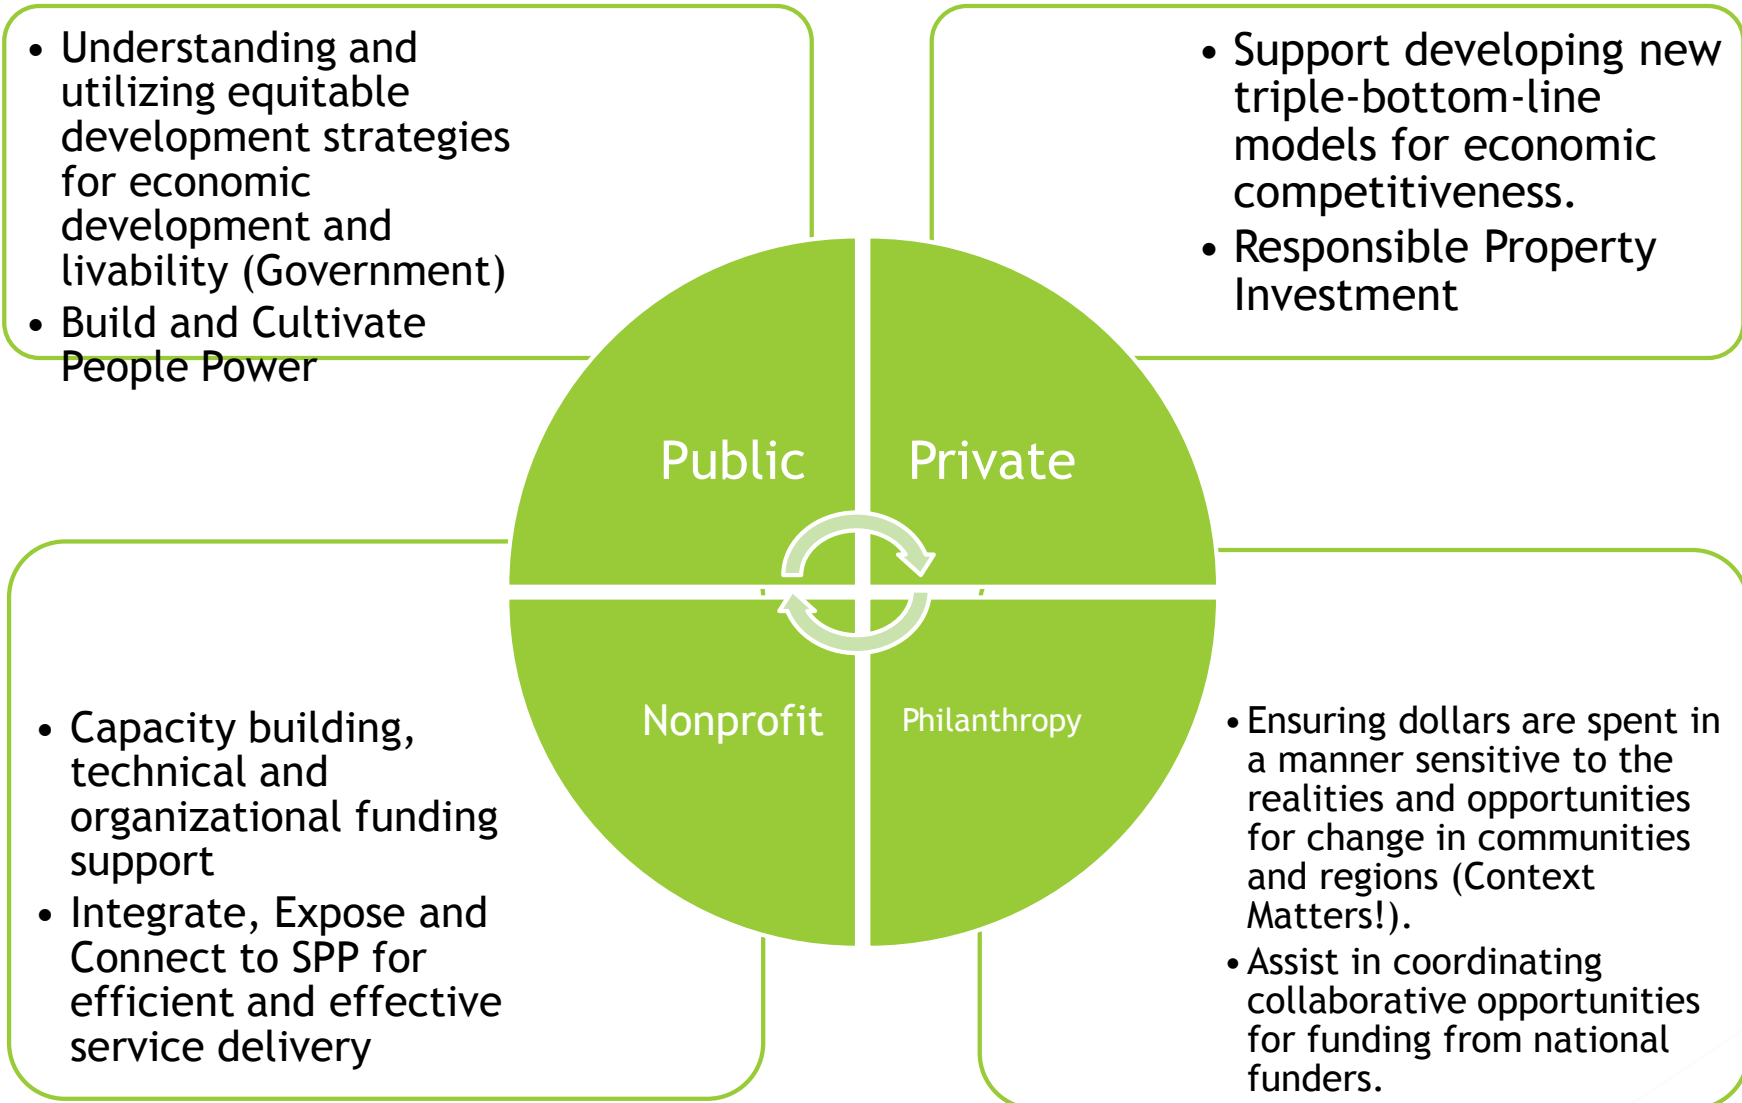 • Understanding and
utilizing equitable
development strategies
for economic
development and
livability (Government)
• Build and Cultivate
People Power
• Support developing new
triple-bottom-line
models for economic
competitiveness.
• Responsible Property
Investment
Public
Private
Nonprofit
Philanthropy
• Capacity building,
technical and
organizational funding
support
• Integrate, Expose and
Connect to SPP for
efficient and effective
service delivery
• Ensuring dollars are spent in
a manner sensitive to the
realities and opportunities
for change in communities
and regions (Context
Matters!).
• Assist in coordinating
collaborative opportunities
for funding from national
funders.